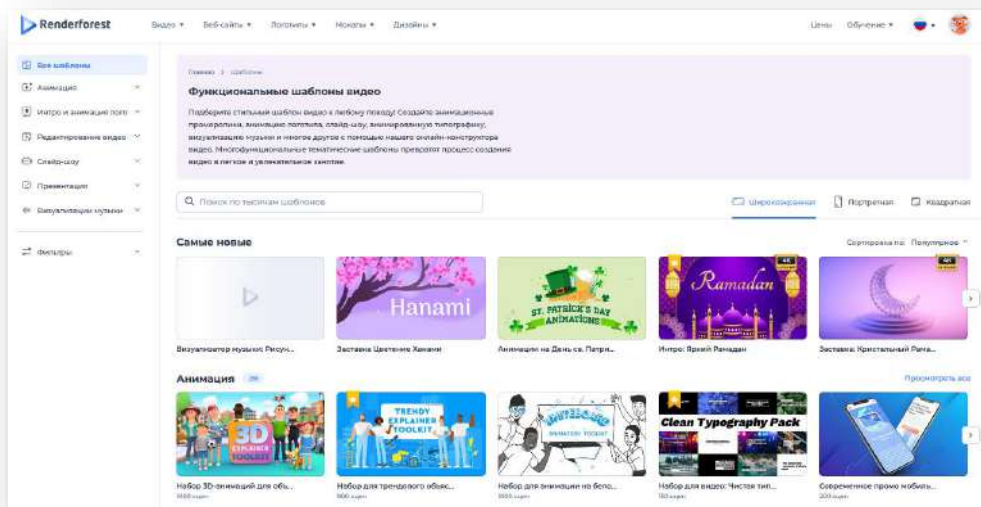 Renderforest
Видео Веб-сайты Логотипы Мокапы Дизайны
Цены Обучение
Все шаблоны
Анимация
Интро и анимация лого
Редактирование видео
Слайд-шоу
Презентация
Визуализация музыки
Фильтры
Главная > Шаблоны
Функциональные шаблоны видео
Подберите стильный шаблон видео к любому поводу! Создайте анимационные
проморолики, анимацию логотипа, слайд-шоу, анимированную типографику,
визуализацию музыки и многое другое с помощью нашего онлайн-конструктора
видео. Многофункциональные тематические шаблоны превратят процесс создания
видео в легкое и увлекательное занятие.
Поиск по тысячам шаблонов
Широкоэкранная Портретная Квадратная
Самые новые
Сортировка по: Популярное
Hanami
ST. PATRICK'S DAY
ANIMATIONS
Ramadan
4K
4K
Визуализатор музыки: Рисун...
Заставка Цветение Ханами
Анимации на День св. Патри...
Интро: Яркий Рамадан
Заставка: Кристальный Рама...
Анимация
Просмотреть все
3D
EXPLAINER
TOOLKIT
TRENDY
EXPLAINER
TOOLKIT
WHITEBOARD
ANIMATION TOOLKIT
Clean Typography Pack
Набор 3D-анимаций для объ...
Набор для трендового объяс...
Набор для анимации на бело...
Набор для видео: Чистая тип...
Современное промо мобиль...